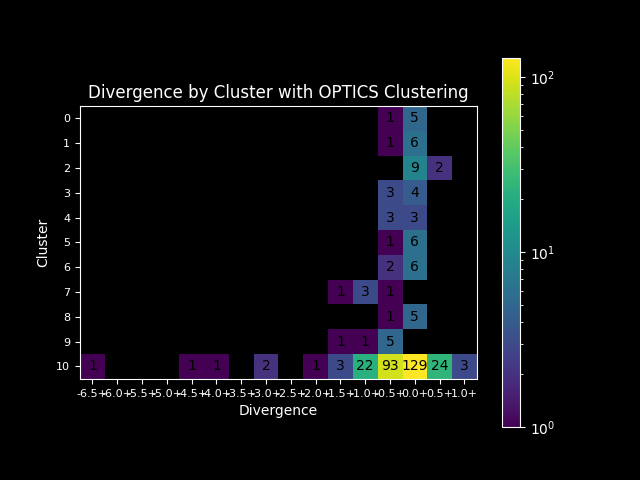 Divergence by Cluster with OPTICS Clustering
Cluster
0 1 5
1 1 6
2 9 2
3 3 4
4 3 3
5 1 6
6 2 6
7 1 3 1
8 1 5
9 1 1 5
10 1 1 1 2 1 3 22 93 129 24 3
-6.5+ -6.0+ -5.5+ -5.0+ -4.5+ -4.0+ -3.5+ -3.0+ -2.5+ -2.0+ -1.5+ -1.0+ -0.5+ 0.0+ 0.5+ 1.0+
Divergence
10²
10¹
10⁰